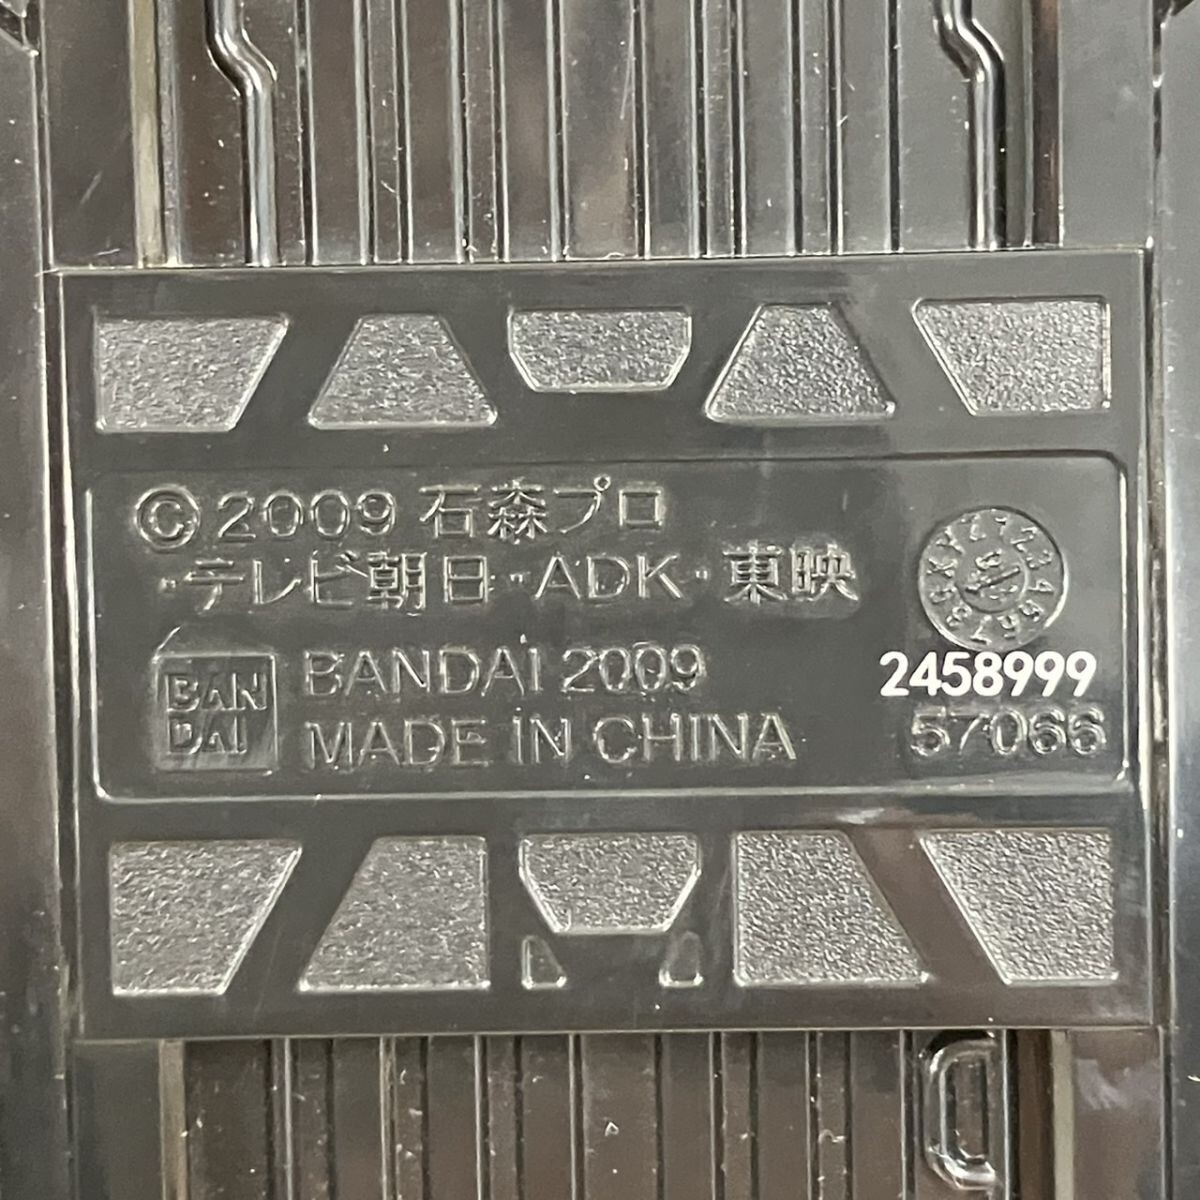 ©2009 石森プロ
・テレビ朝日・ADK・東映
BAN
DAI
BANDAI 2009
MADE IN CHINA
2458999
57066